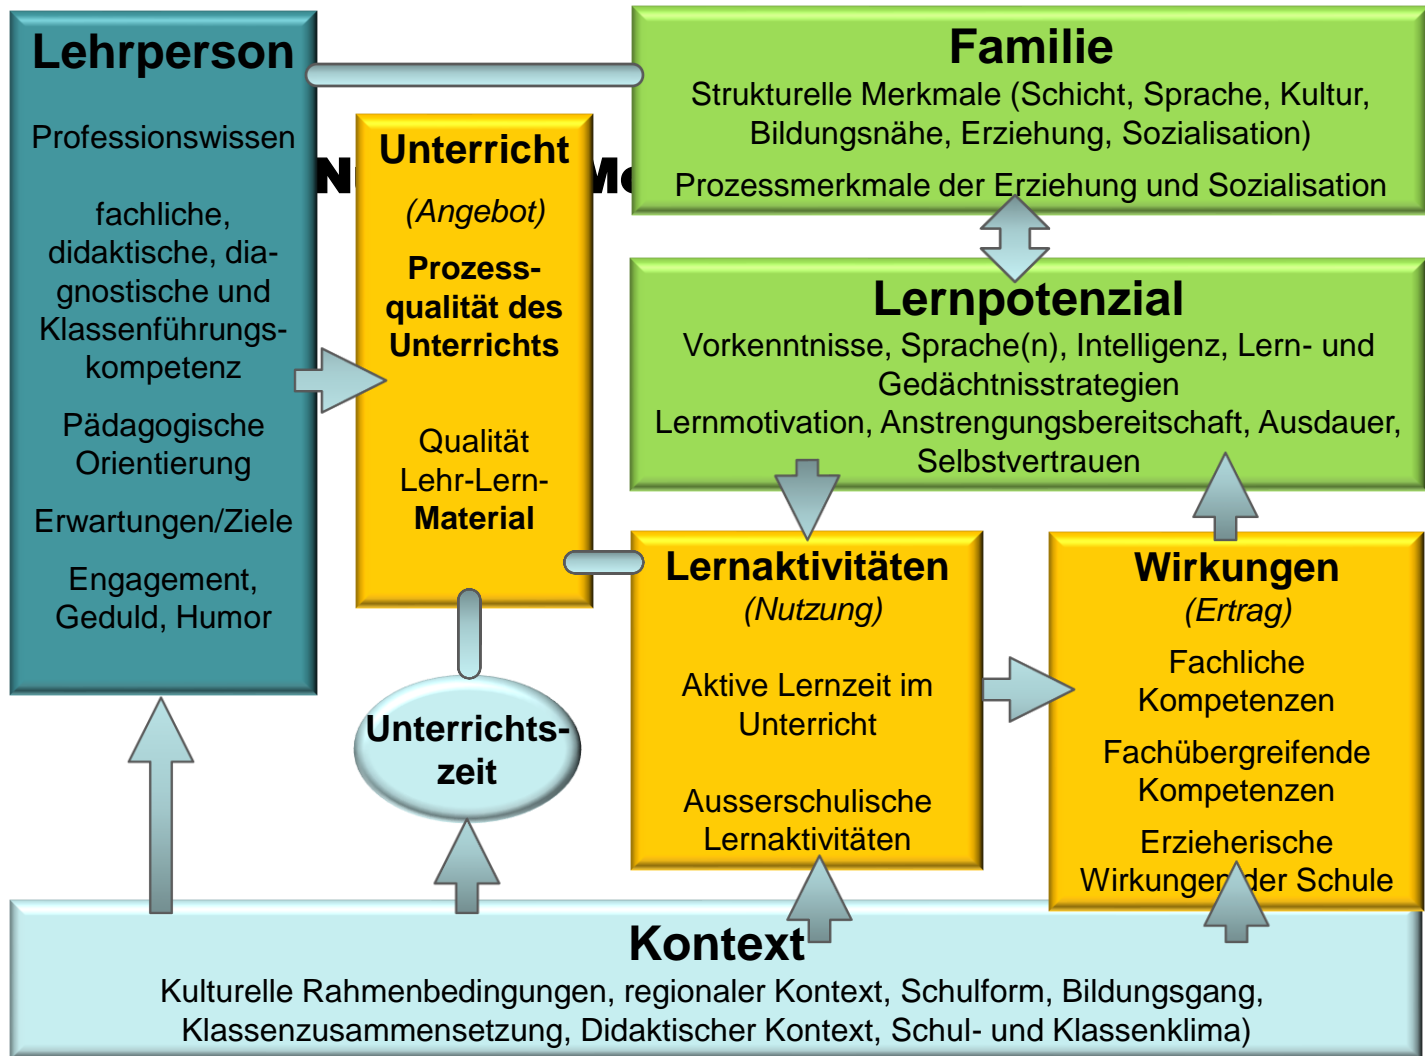 Lehrperson
Professionswissen
fachliche,
didaktische, dia-
gnostische und
Klassenführungs-
kompetenz
Pädagogische
Orientierung
Erwartungen/Ziele
Engagement,
Geduld, Humor
Unterricht
(Angebot)
Prozess-
qualität des
Unterrichts
Qualität
Lehr-Lern-
Material
Unterrichts-
zeit
Familie
Strukturelle Merkmale (Schicht, Sprache, Kultur,
Bildungsnähe, Erziehung, Sozialisation)
Prozessmerkmale der Erziehung und Sozialisation
Lernpotenzial
Vorkenntnisse, Sprache(n), Intelligenz, Lern- und
Gedächtnisstrategien
Lernmotivation, Anstrengungsbereitschaft, Ausdauer,
Selbstvertrauen
Lernaktivitäten
(Nutzung)
Aktive Lernzeit im
Unterricht
Ausserschulische
Lernaktivitäten
Wirkungen
(Ertrag)
Fachliche
Kompetenzen
Fachübergreifende
Kompetenzen
Erzieherische
Wirkungen der Schule
Kontext
Kulturelle Rahmenbedingungen, regionaler Kontext, Schulform, Bildungsgang,
Klassenzusammensetzung, Didaktischer Kontext, Schul- und Klassenklima)